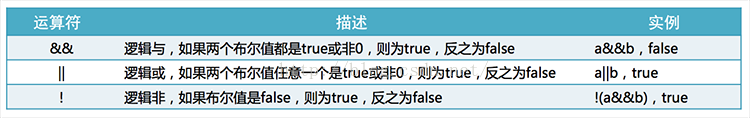 运算符 描述 实例
&& 逻辑与，如果两个布尔值都是true或非0，则为true，反之为false a&&b，false
|| 逻辑或，如果两个布尔值任意一个是true或非0，则为true，反之为false a||b，true
! 逻辑非，如果布尔值是false，则为true，反之为false !(a&&b)，true